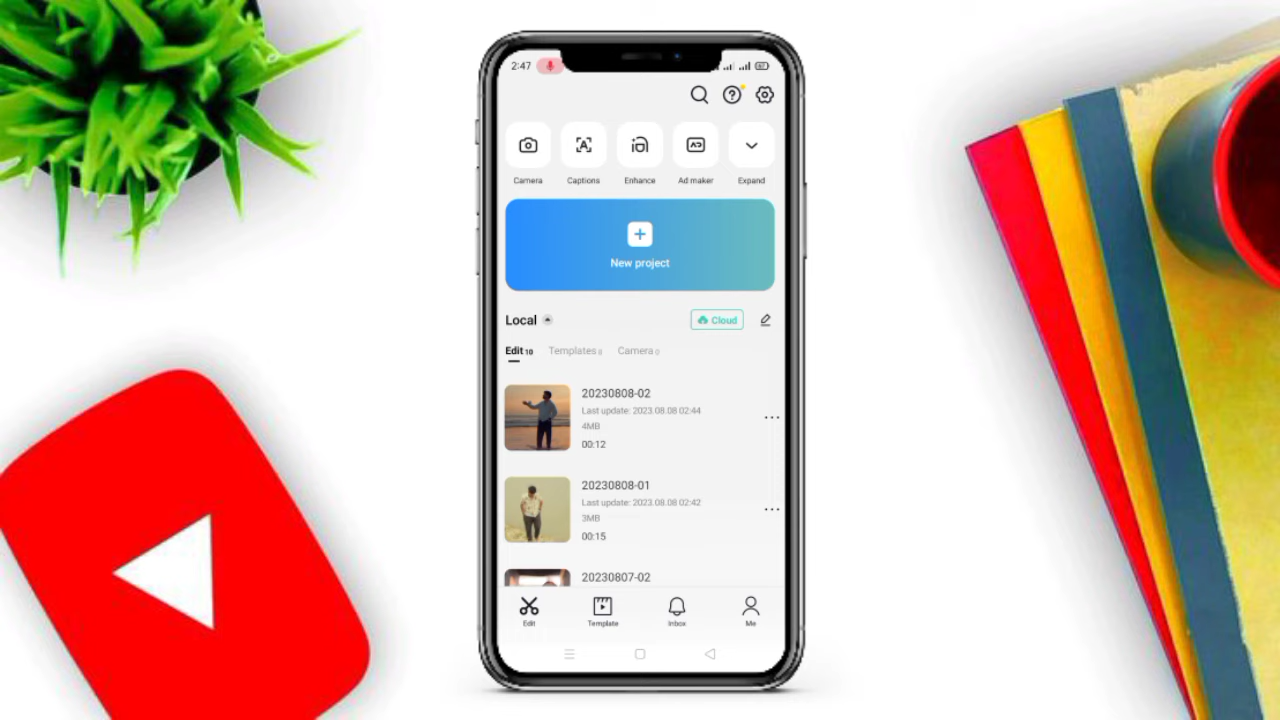 2:47
Camera Captions Enhance Ad maker Expand
New project
Local Cloud
Edit 10 Templates 0 Camera 0
20230808-02
Last update: 2023.08.08 02:44
4MB
00:12
20230808-01
Last update: 2023.08.08 02:42
3MB
00:15
20230807-02
Edit Template Inbox Me